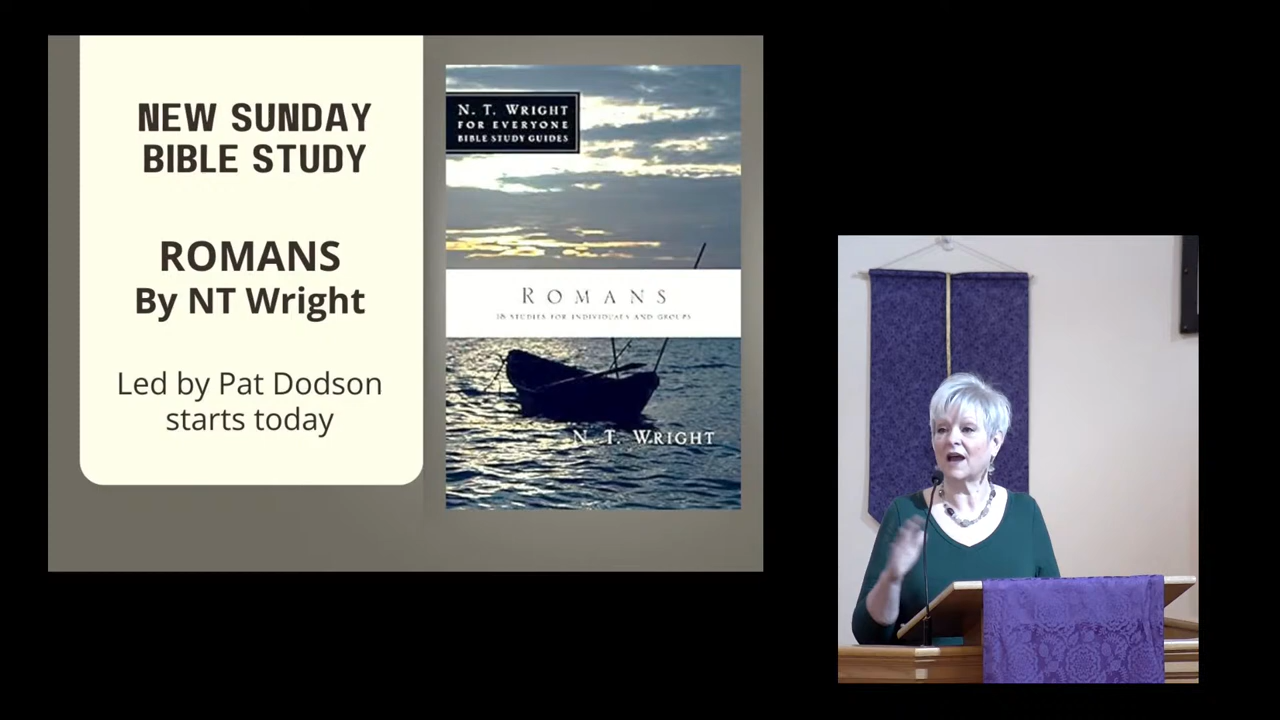 NEW SUNDAY
BIBLE STUDY
ROMANS
By NT Wright
Led by Pat Dodson
starts today
N. T. WRIGHT
FOR EVERYONE
BIBLE STUDY GUIDES
ROMANS
18 STUDIES FOR INDIVIDUALS AND GROUPS
N. T. WRIGHT